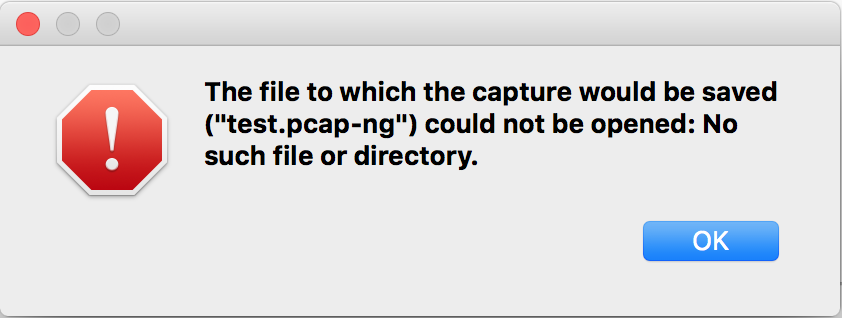 The file to which the capture would be saved
("test.pcap-ng") could not be opened: No
such file or directory.
OK